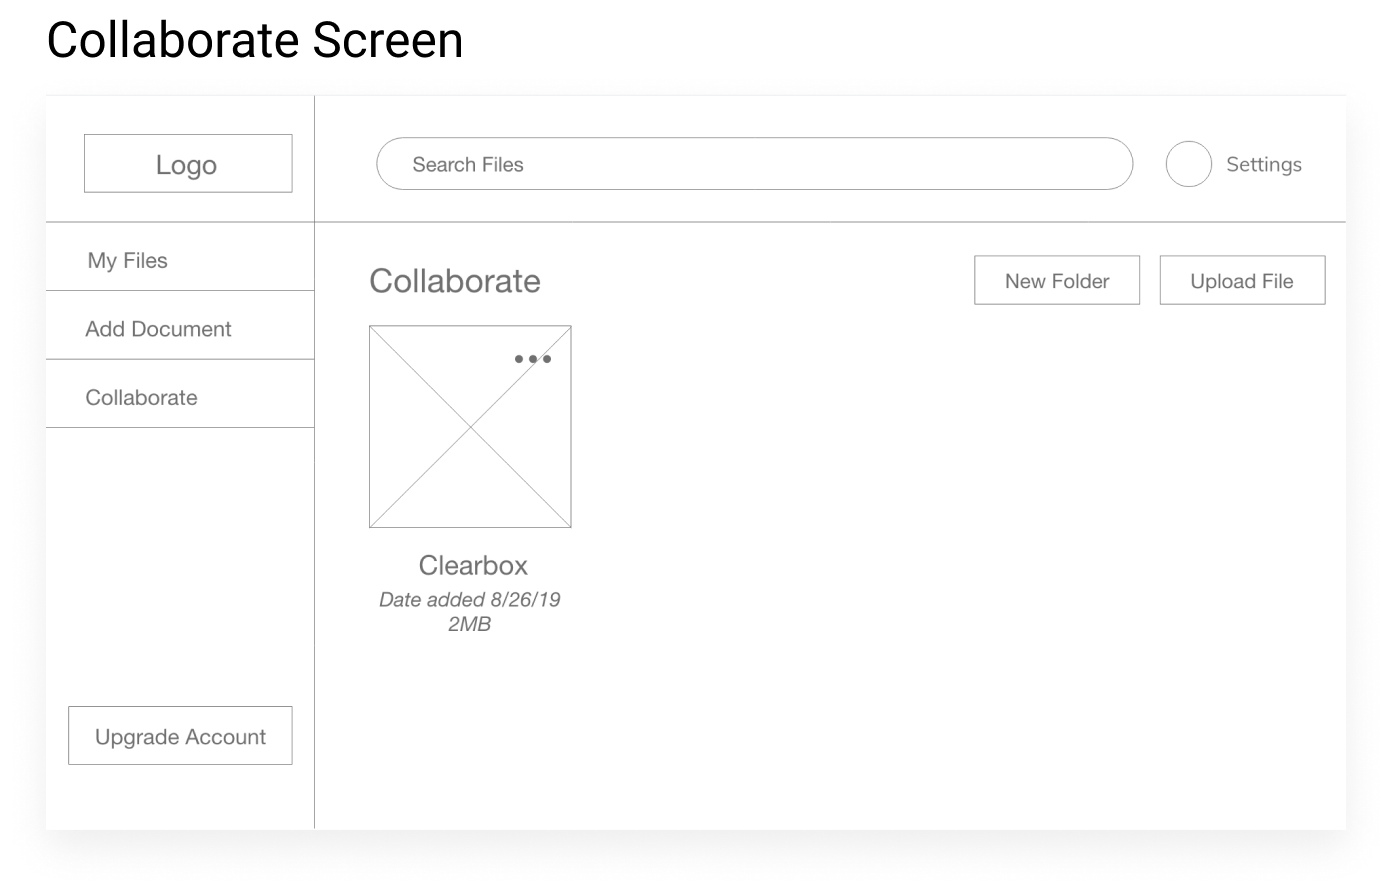 Collaborate Screen
Logo
Search Files
Settings
My Files
Add Document
Collaborate
Collaborate
New Folder
Upload File
Clearbox
Date added 8/26/19
2MB
Upgrade Account